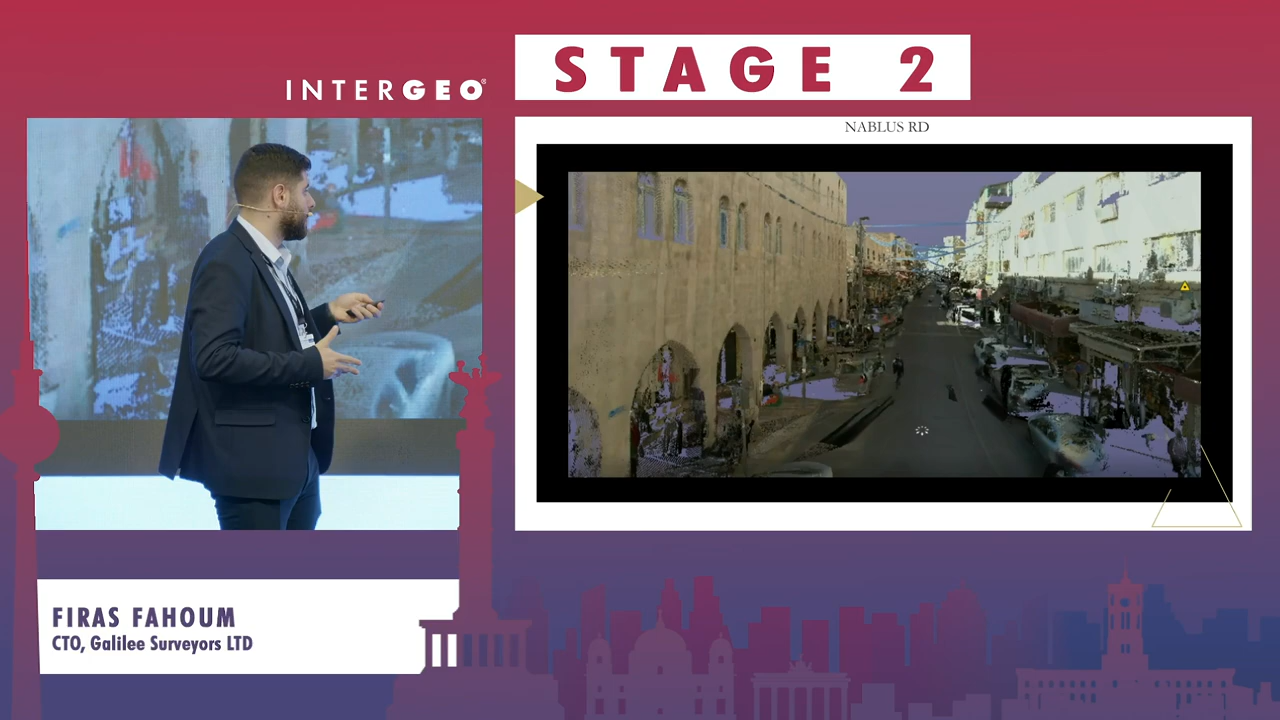 INTERGEO®
STAGE 2
NABLUS RD
FIRAS FAHOUM
CTO, Galilee Surveyors LTD